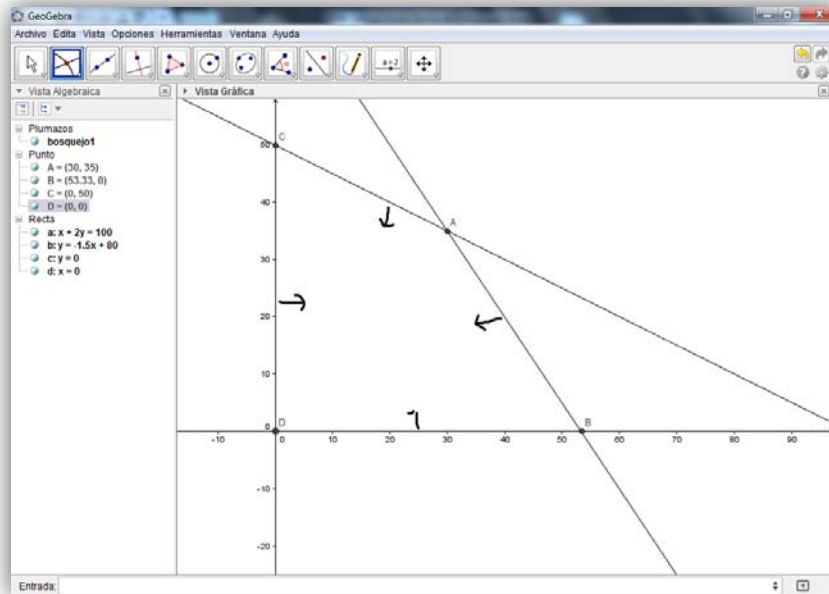 GeoGebra
Archivo Edita Vista Opciones Herramientas Ventana Ayuda
a=2
Vista Algebraica
Vista Gráfica
Plumazos
bosquejo1
Punto
A = (30, 35)
B = (53.33, 0)
C = (0, 50)
D = (0, 0)
Recta
a: x + 2y = 100
b: y = -1.5x + 80
c: y = 0
d: x = 0
50
C
40
A
30
20
10
0
D
B
-10
0
10
20
30
40
50
60
70
80
90
-10
-20
Entrada: